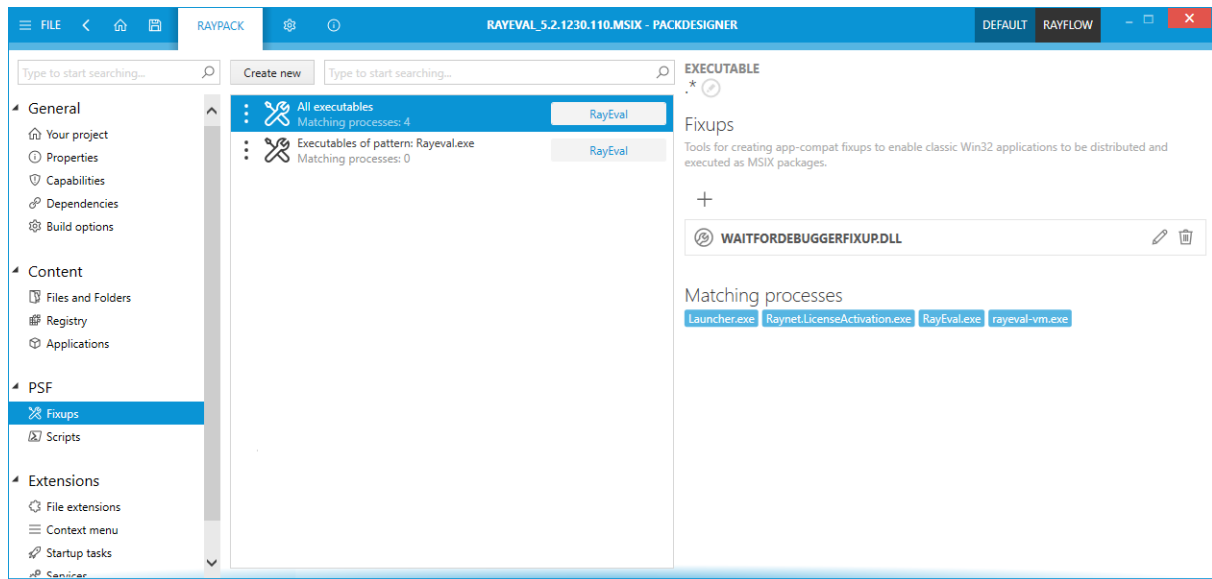 FILE
RAYPACK
RAYEVAL_5.2.1230.110.MSIX - PACKDESIGNER
DEFAULT
RAYFLOW
Type to start searching...
General
Your project
Properties
Capabilities
Dependencies
Build options
Content
Files and Folders
Registry
Applications
PSF
Fixups
Scripts
Extensions
File extensions
Context menu
Startup tasks
Services
Create new
Type to start searching...
All executables
Matching processes: 4
RayEval
Executables of pattern: Rayeval.exe
Matching processes: 0
RayEval
EXECUTABLE
.*
Fixups
Tools for creating app-compat fixups to enable classic Win32 applications to be distributed and
executed as MSIX packages.
WAITFORDEBUGGERFIXUP.DLL
Matching processes
Launcher.exe Raynet.LicenseActivation.exe RayEval.exe rayeval-vm.exe